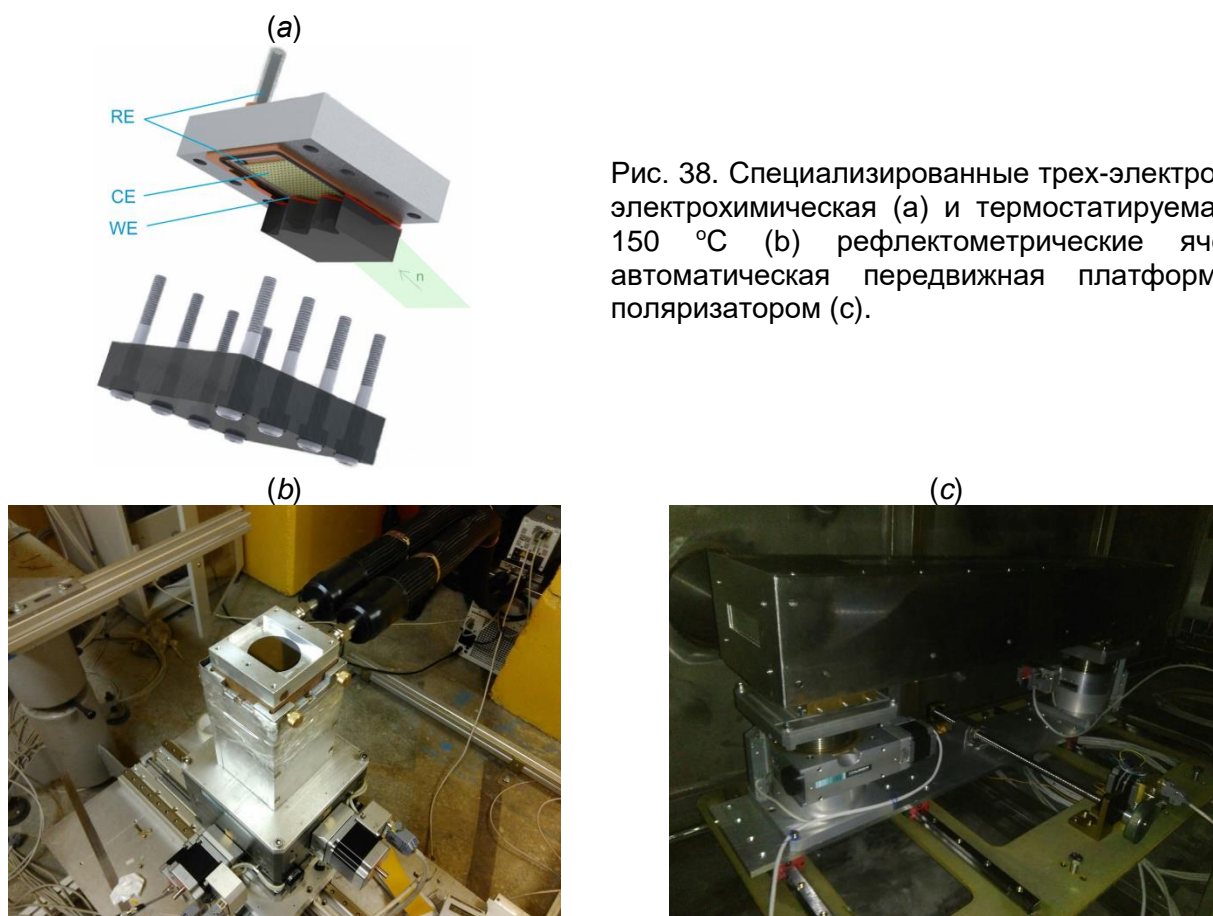 (a)
RE
CE
WE
n
Рис. 38. Специализированные трех-электро
электрохимическая (a) и термостатируема
150 °C (b) рефлектометрические яч
автоматическая передвижная платформ
поляризатором (c).
(b)
(c)